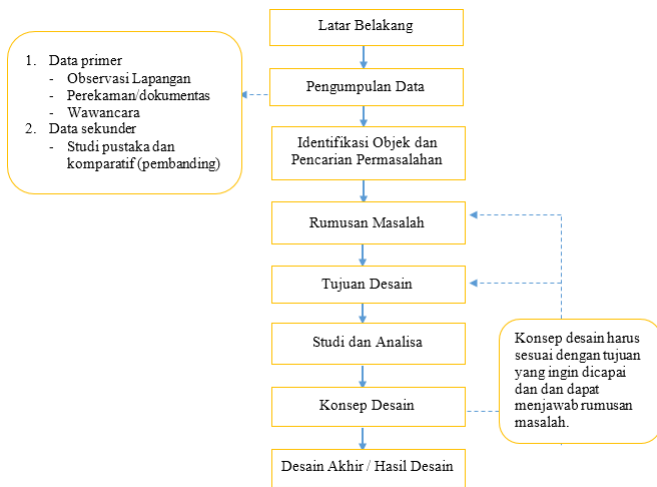 Latar Belakang
1. Data primer
- Observasi Lapangan
- Perekaman/dokumentas
- Wawancara
2. Data sekunder
- Studi pustaka dan
komparatif (pembanding)
Pengumpulan Data
Identifikasi Objek dan
Pencarian Permasalahan
Rumusan Masalah
Tujuan Desain
Studi dan Analisa
Konsep Desain
Konsep desain harus
sesuai dengan tujuan
yang ingin dicapai
dan dan dapat
menjawab rumusan
masalah.
Desain Akhir / Hasil Desain